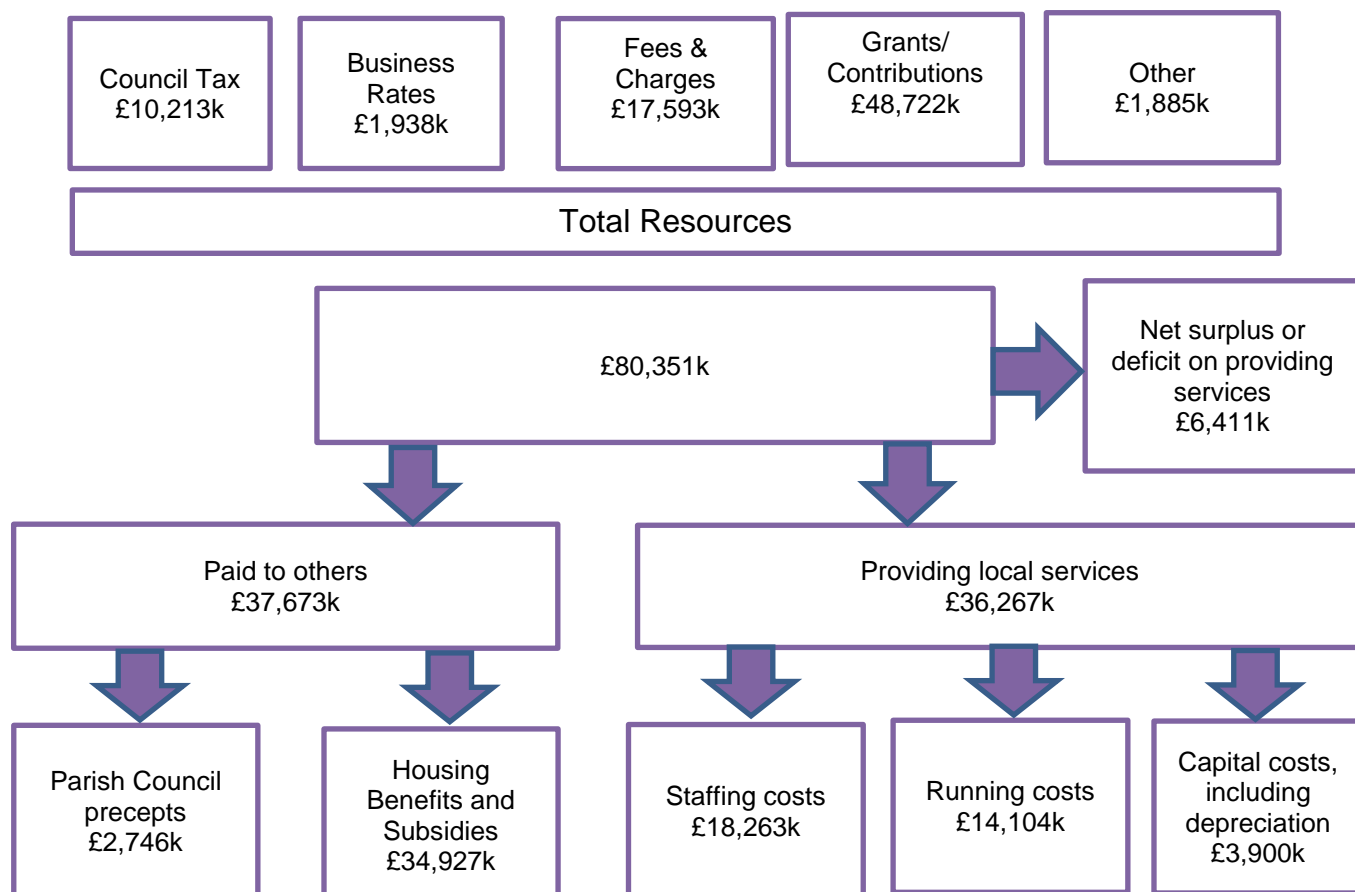 Council Tax
£10,213k
Business
Rates
£1,938k
Fees &
Charges
£17,593k
Grants/
Contributions
£48,722k
Other
£1,885k
Total Resources
£80,351k
Net surplus or
deficit on providing
services
£6,411k
Paid to others
£37,673k
Providing local services
£36,267k
Parish Council
precepts
£2,746k
Housing
Benefits and
Subsidies
£34,927k
Staffing costs
£18,263k
Running costs
£14,104k
Capital costs,
including
depreciation
£3,900k